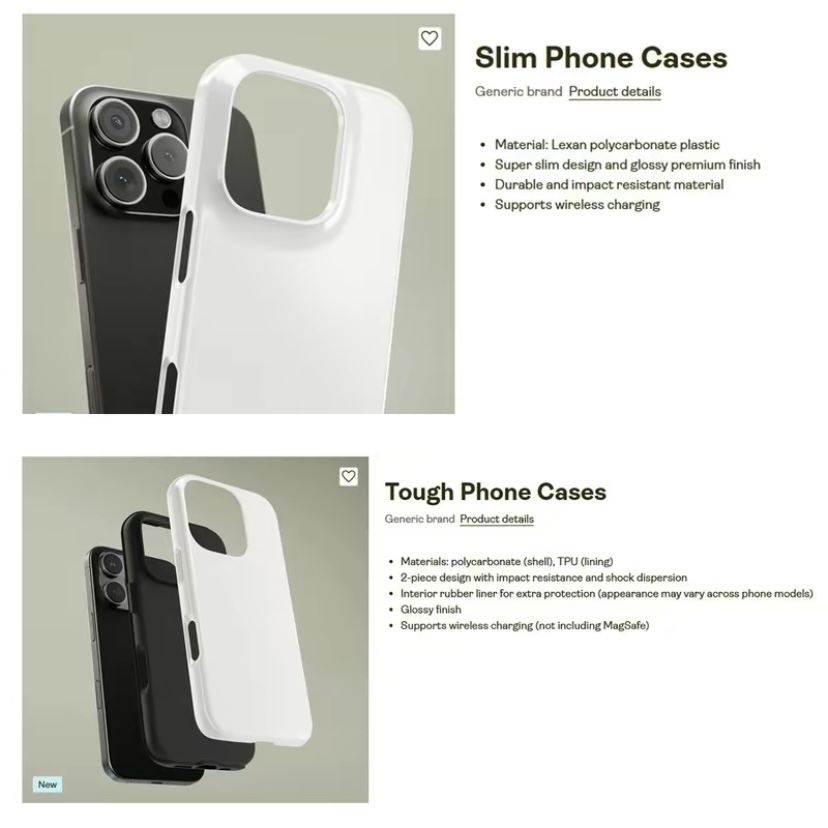 Slim Phone Cases
Generic brand Product details
• Material: Lexan polycarbonate plastic
• Super slim design and glossy premium finish
• Durable and impact resistant material
• Supports wireless charging
Tough Phone Cases
Generic brand Product details
• Materials: polycarbonate (shell), TPU (lining)
• 2-piece design with impact resistance and shock dispersion
• Interior rubber liner for extra protection (appearance may vary across phone models)
• Glossy finish
• Supports wireless charging (not including MagSafe)
New